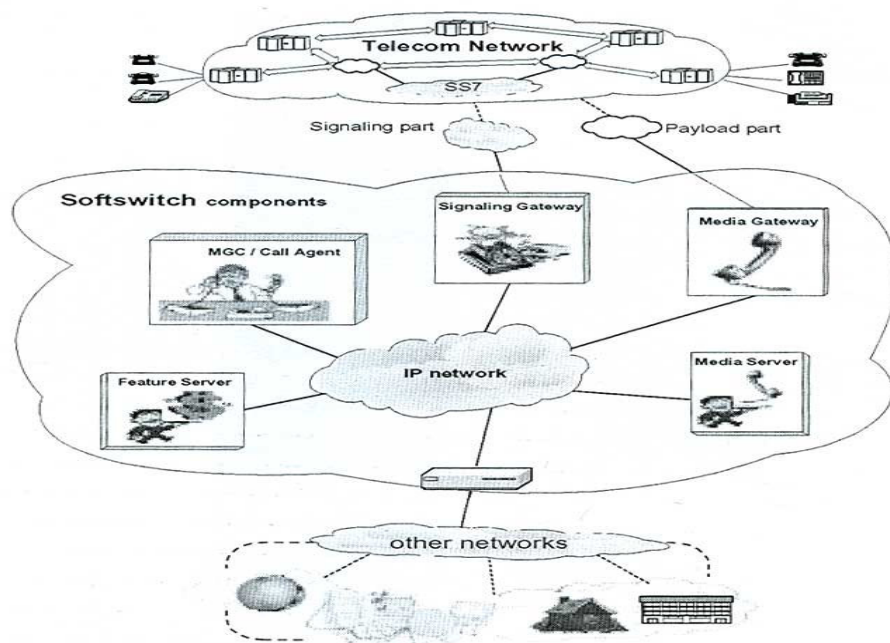 Telecom Network
SS7
Signaling part
Payload part
Softswitch components
Signaling Gateway
Media Gateway
MGC / Call Agent
IP network
Feature Server
Media Server
other networks